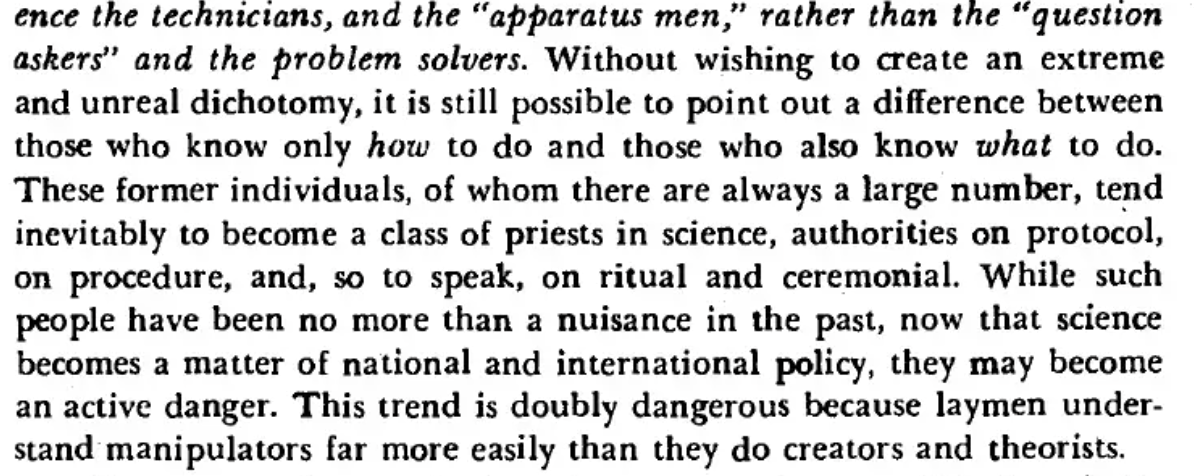 ence the technicians, and the “apparatus men,” rather than the “question
askers” and the problem solvers. Without wishing to create an extreme
and unreal dichotomy, it is still possible to point out a difference between
those who know only how to do and those who also know what to do.
These former individuals, of whom there are always a large number, tend
inevitably to become a class of priests in science, authorities on protocol,
on procedure, and, so to speak, on ritual and ceremonial. While such
people have been no more than a nuisance in the past, now that science
becomes a matter of national and international policy, they may become
an active danger. This trend is doubly dangerous because laymen under-
stand manipulators far more easily than they do creators and theorists.